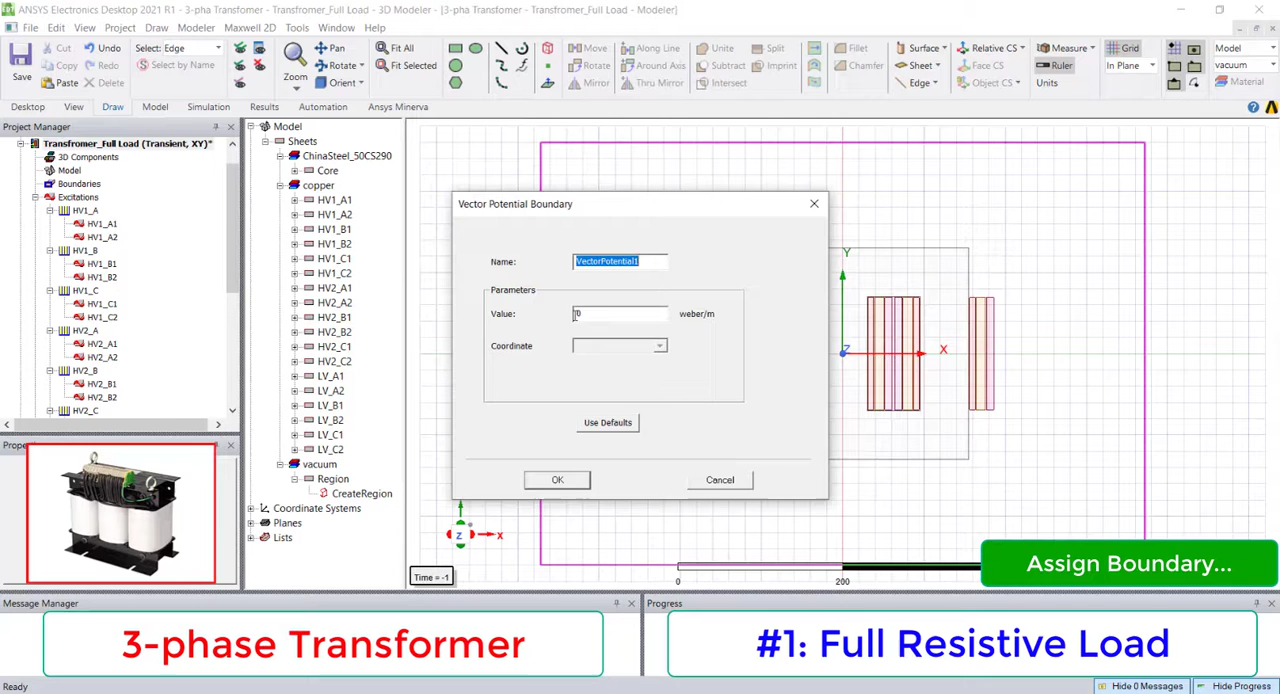 ANSYS Electronics Desktop 2021 R1 - 3-pha Transfomer - Transfromer_Full Load - 3D Modeler - [3-pha Tranfomer - Transfromer_Full Load - Modeler]
File Edit View Project Draw Modeler Maxwell 2D Tools Window Help
Save
Cut
Copy
Paste
Undo
Redo
Delete
Select: Edge
Select by Name
Zoom
Pan
Rotate
Orient
Fit All
Fit Selected
Move
Rotate
Mirror
Along Line
Around Axis
Thru Mirror
Unite
Subtract
Intersect
Split
Imprint
Fillet
Chamfer
Surface
Sheet
Edge
Relative CS
Face CS
Object CS
Measure
Ruler
Units
Grid
In Plane
Model
vacuum
Material
Desktop View Draw Model Simulation Results Automation Ansys Minerva
Project Manager
Transfromer_Full Load (Transient, XY)*
3D Components
Model
Boundaries
Excitations
HV1_A
HV1_A1
HV1_A2
HV1_B
HV1_B1
HV1_B2
HV1_C
HV1_C1
HV1_C2
HV2_A
HV2_A1
HV2_A2
HV2_B
HV2_B1
HV2_B2
HV2_C
Model
Sheets
ChinaSteel_50CS290
Core
copper
HV1_A1
HV1_A2
HV1_B1
HV1_B2
HV1_C1
HV1_C2
HV2_A1
HV2_A2
HV2_B1
HV2_B2
HV2_C1
HV2_C2
LV_A1
LV_A2
LV_B1
LV_B2
LV_C1
LV_C2
vacuum
Region
CreateRegion
Coordinate Systems
Planes
Lists
Vector Potential Boundary
Name: VectorPotential1
Parameters
Value: 0 weber/m
Coordinate
Use Defaults
OK Cancel
Y
Z
X
Z
X
Time = -1
0 200
Assign Boundary...
Message Manager
Progress
3-phase Transformer
#1: Full Resistive Load
Ready
Hide 0 Messages
Hide Progress